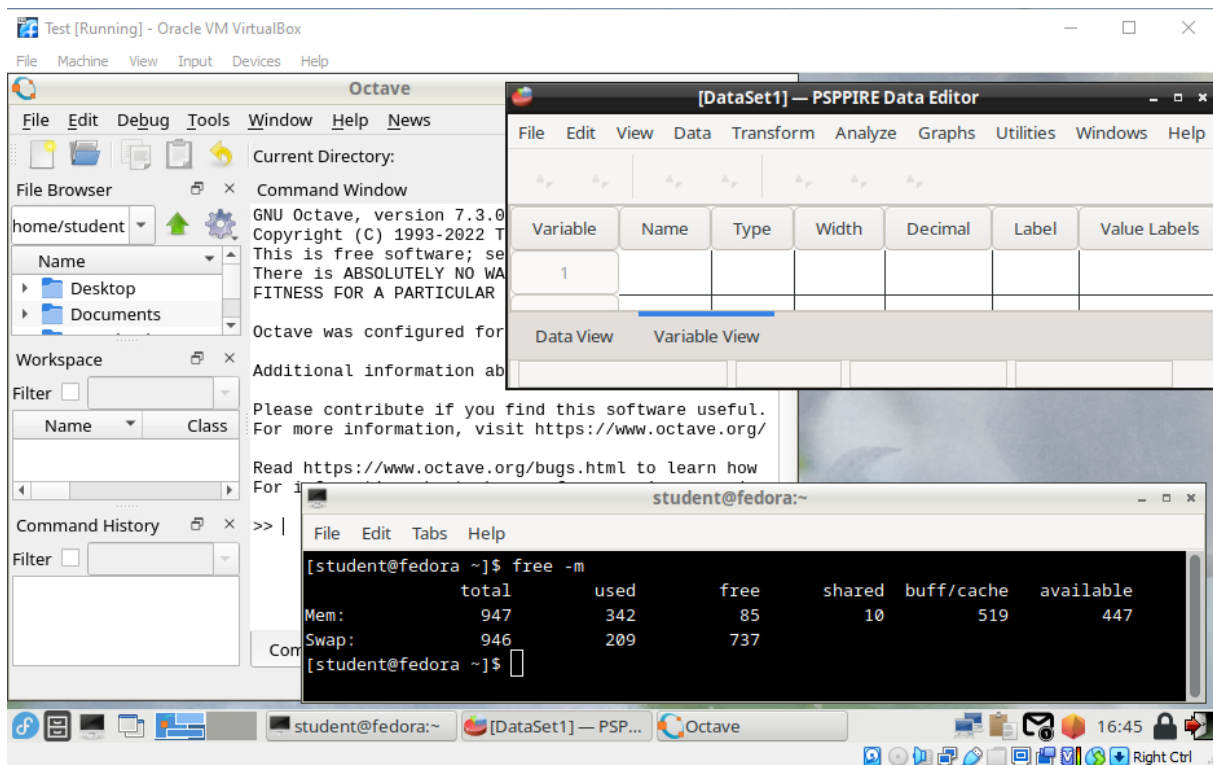 Test [Running] - Oracle VM VirtualBox
File Machine View Input Devices Help
Octave
File Edit Debug Tools Window Help News
Current Directory:
File Browser
home/student
Name
Desktop
Documents
Workspace
Filter
Name Class
Command History
Filter
Command Window
GNU Octave, version 7.3.0
Copyright (C) 1993-2022 T
This is free software; se
There is ABSOLUTELY NO WA
FITNESS FOR A PARTICULAR
Octave was configured for
Additional information ab
Please contribute if you find this software useful.
For more information, visit https://www.octave.org/
Read https://www.octave.org/bugs.html to learn how
For i
>>
Com
[DataSet1] — PSPPIRE Data Editor
File Edit View Data Transform Analyze Graphs Utilities Windows Help
Variable Name Type Width Decimal Label Value Labels
1
Data View Variable View
student@fedora:~
File Edit Tabs Help
[student@fedora ~]$ free -m
total used free shared buff/cache available
Mem: 947 342 85 10 519 447
Swap: 946 209 737
[student@fedora ~]$
student@fedora:~ [DataSet1] — PSP... Octave 16:45
Right Ctrl